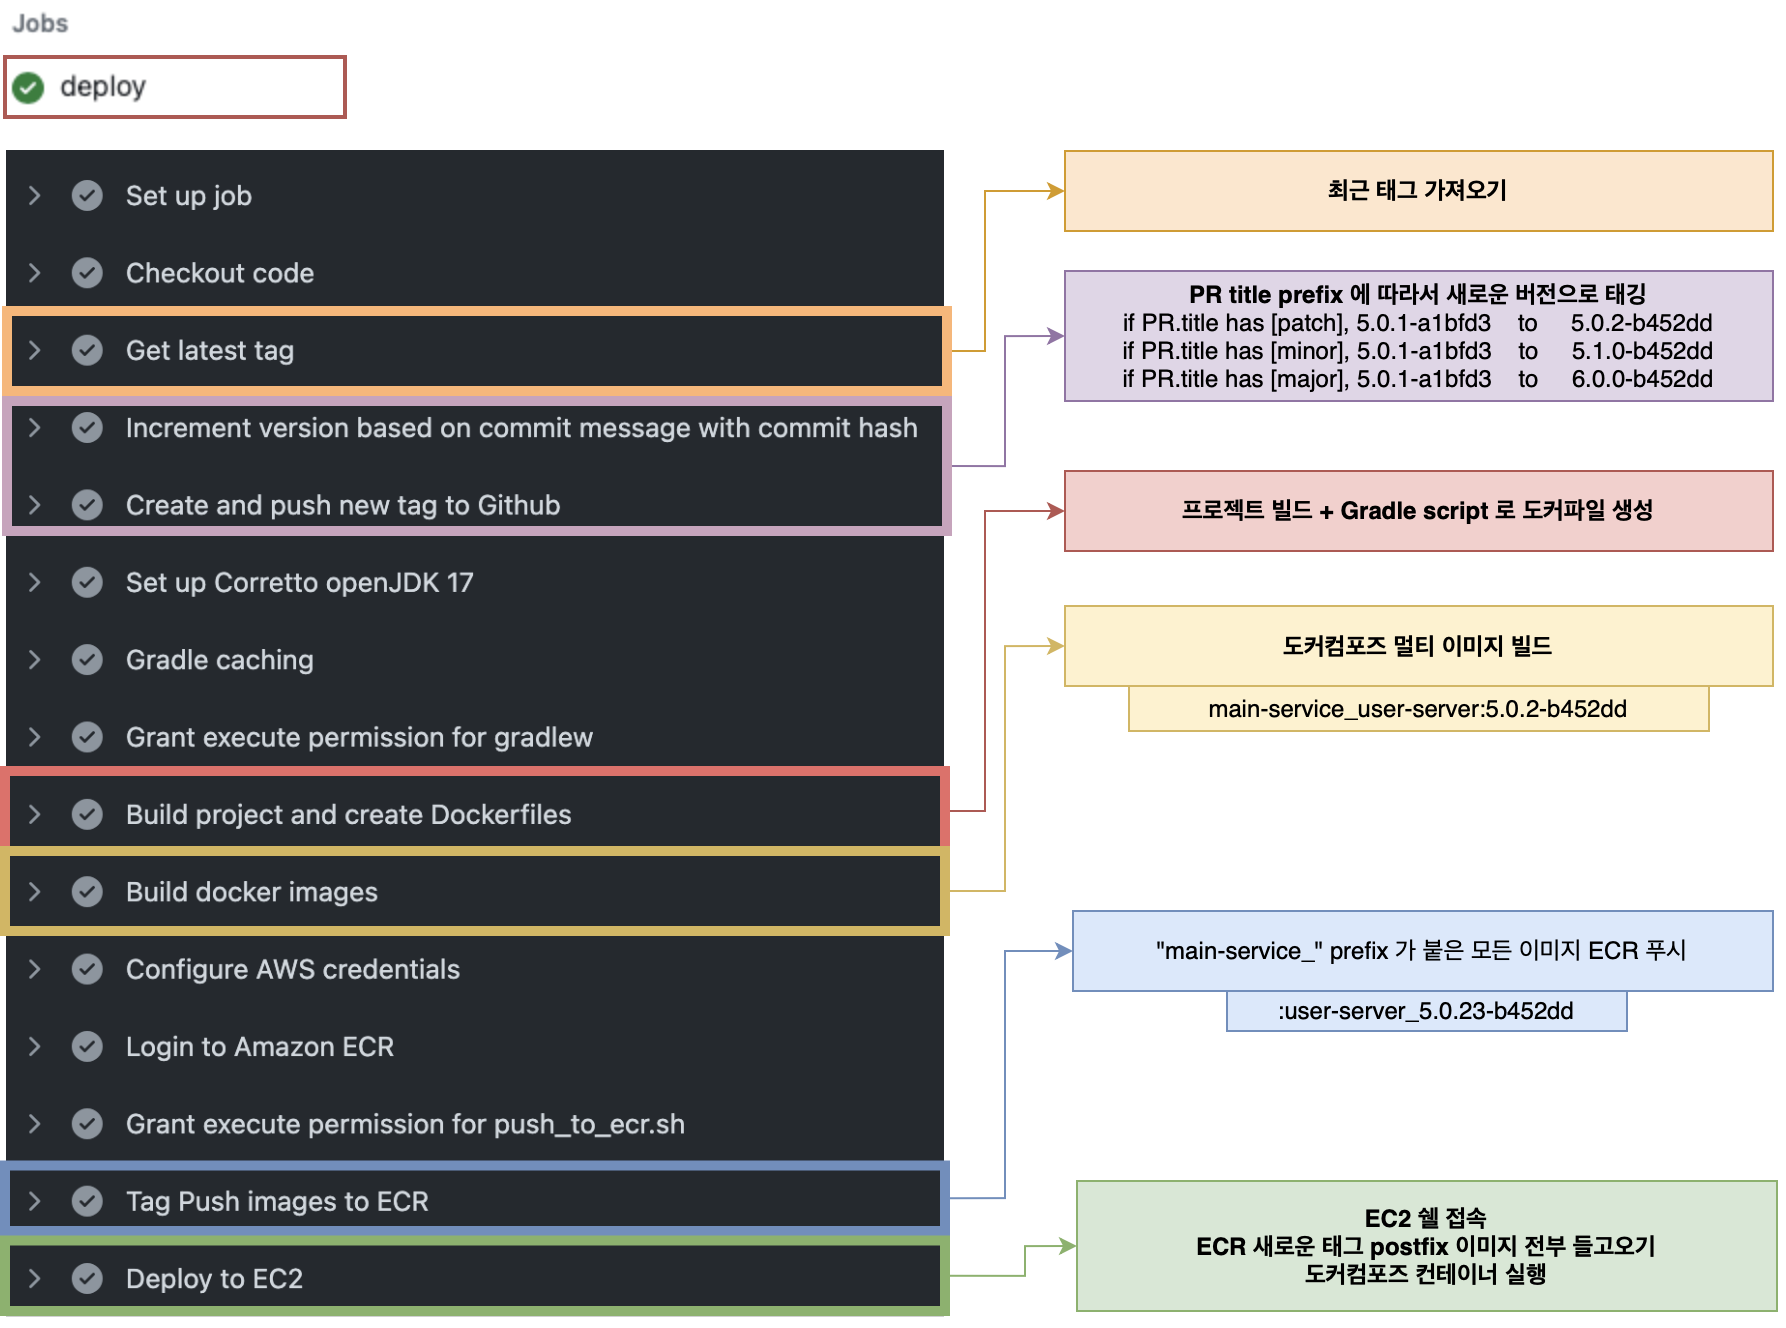 Jobs
deploy
Set up job
Checkout code
Get latest tag
Increment version based on commit message with commit hash
Create and push new tag to Github
Set up Corretto openJDK 17
Gradle caching
Grant execute permission for gradlew
Build project and create Dockerfiles
Build docker images
Configure AWS credentials
Login to Amazon ECR
Grant execute permission for push_to_ecr.sh
Tag Push images to ECR
Deploy to EC2
최근 태그 가져오기
PR title prefix 에 따라서 새로운 버전으로 태깅
if PR.title has [patch], 5.0.1-a1bfd3 to 5.0.2-b452dd
if PR.title has [minor], 5.0.1-a1bfd3 to 5.1.0-b452dd
if PR.title has [major], 5.0.1-a1bfd3 to 6.0.0-b452dd
프로젝트 빌드 + Gradle script 로 도커파일 생성
도커컴포즈 멀티 이미지 빌드
main-service_user-server:5.0.2-b452dd
"main-service_" prefix 가 붙은 모든 이미지 ECR 푸시
:user-server_5.0.23-b452dd
EC2 쉘 접속
ECR 새로운 태그 postfix 이미지 전부 들고오기
도커컴포즈 컨테이너 실행